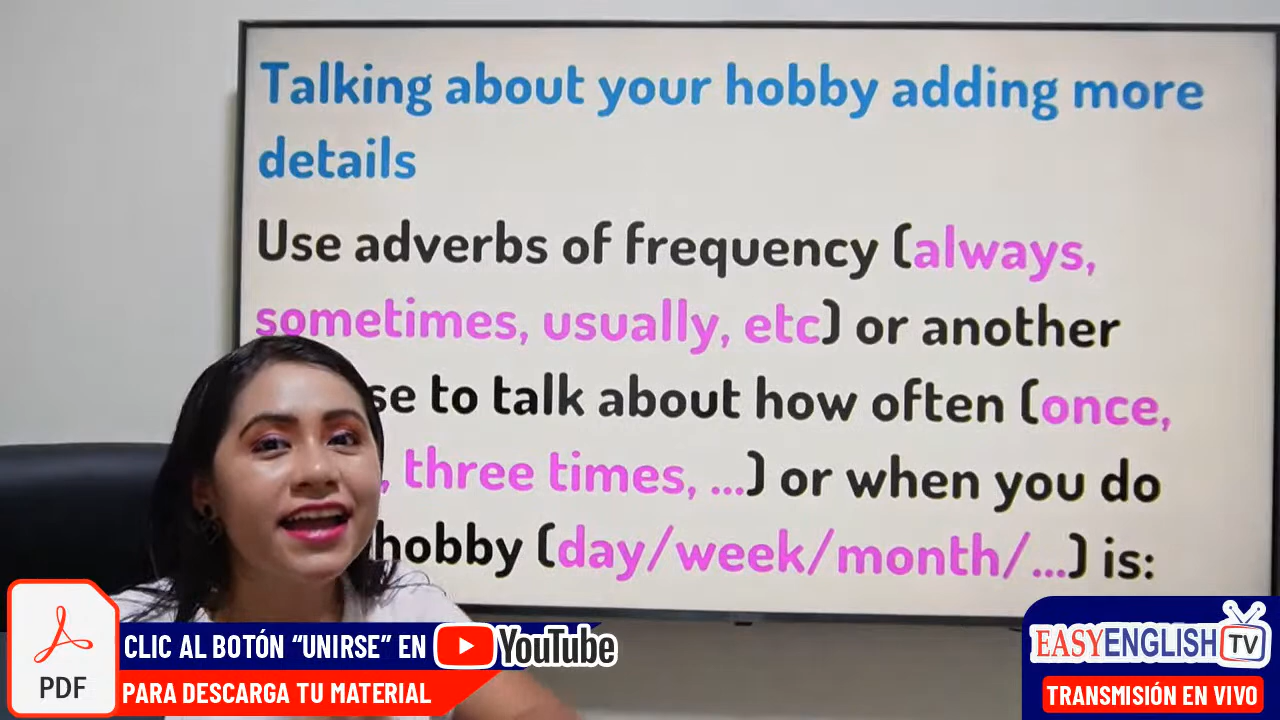 Talking about your hobby adding more
details
Use adverbs of frequency (always,
sometimes, usually, etc) or another
to talk about how often (once,
, three times, ...) or when you do
hobby (day/week/month/...) is:
PDF
CLIC AL BOTÓN “UNIRSE” EN YouTube
PARA DESCARGA TU MATERIAL
EASYENGLISH TV
TRANSMISIÓN EN VIVO